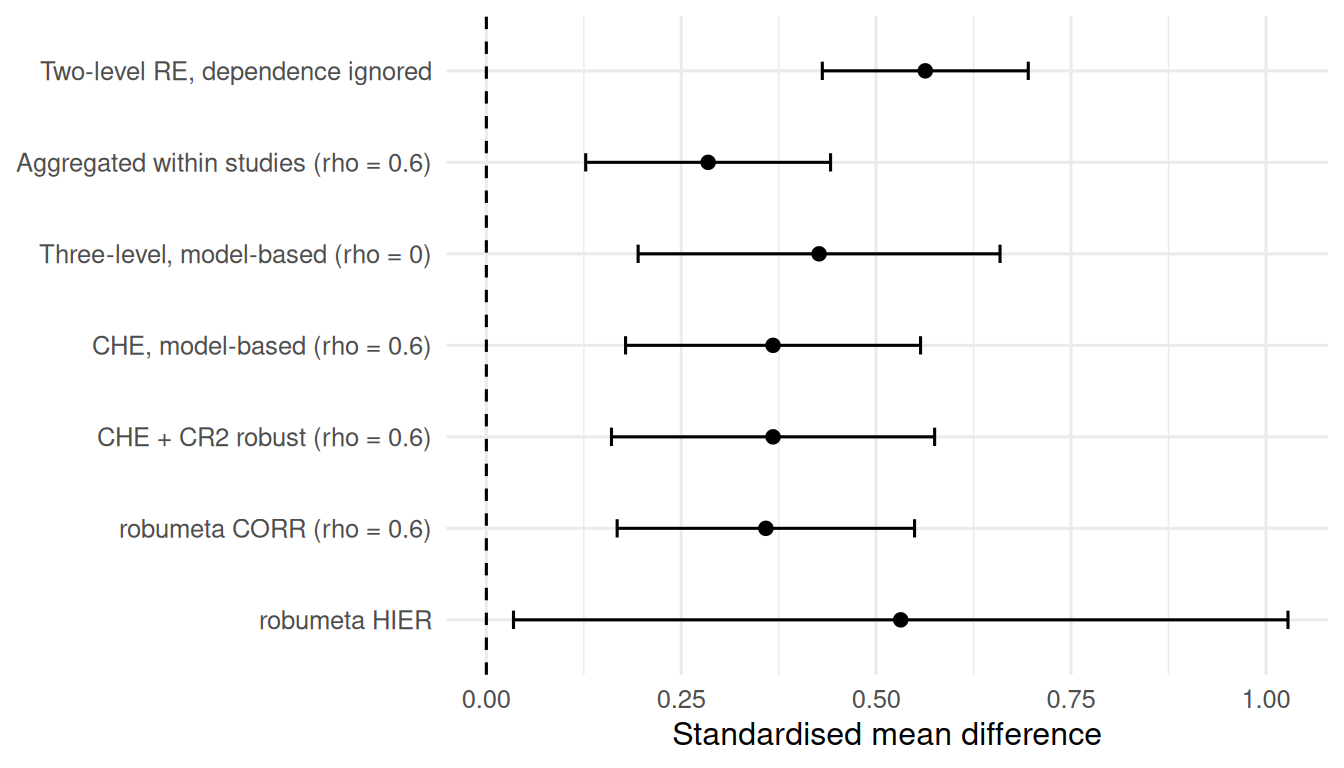 Two-level RE, dependence ignored
Aggregated within studies (rho = 0.6)
Three-level, model-based (rho = 0)
CHE, model-based (rho = 0.6)
CHE + CR2 robust (rho = 0.6)
robumeta CORR (rho = 0.6)
robumeta HIER
0.00 0.25 0.50 0.75 1.00
Standardised mean difference